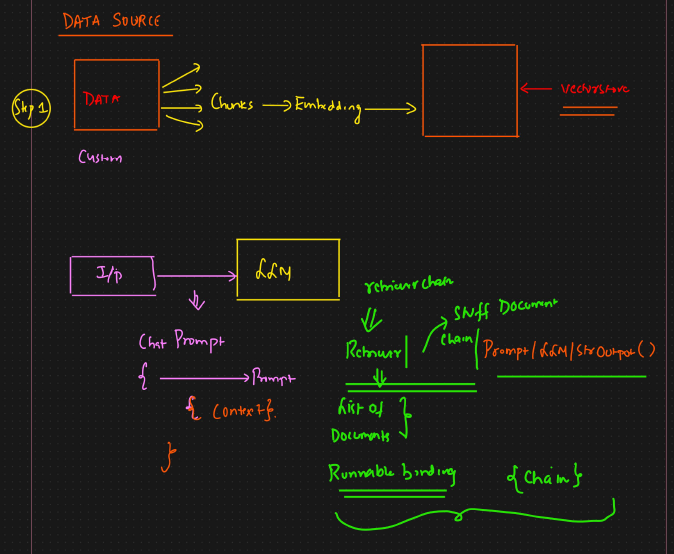 DATA SOURCE
Step 1
DATA
Chunks
Embedding
Vectorstore
Custom
I/p
LLM
retriever chain
Stuff Document
chain
Chat Prompt
Retriever |
| Prompt / LLM / StrOutput ( )
{
Prompt
{ Context }.
List of
Documents
}
}
Runnable binding
{ Chain }